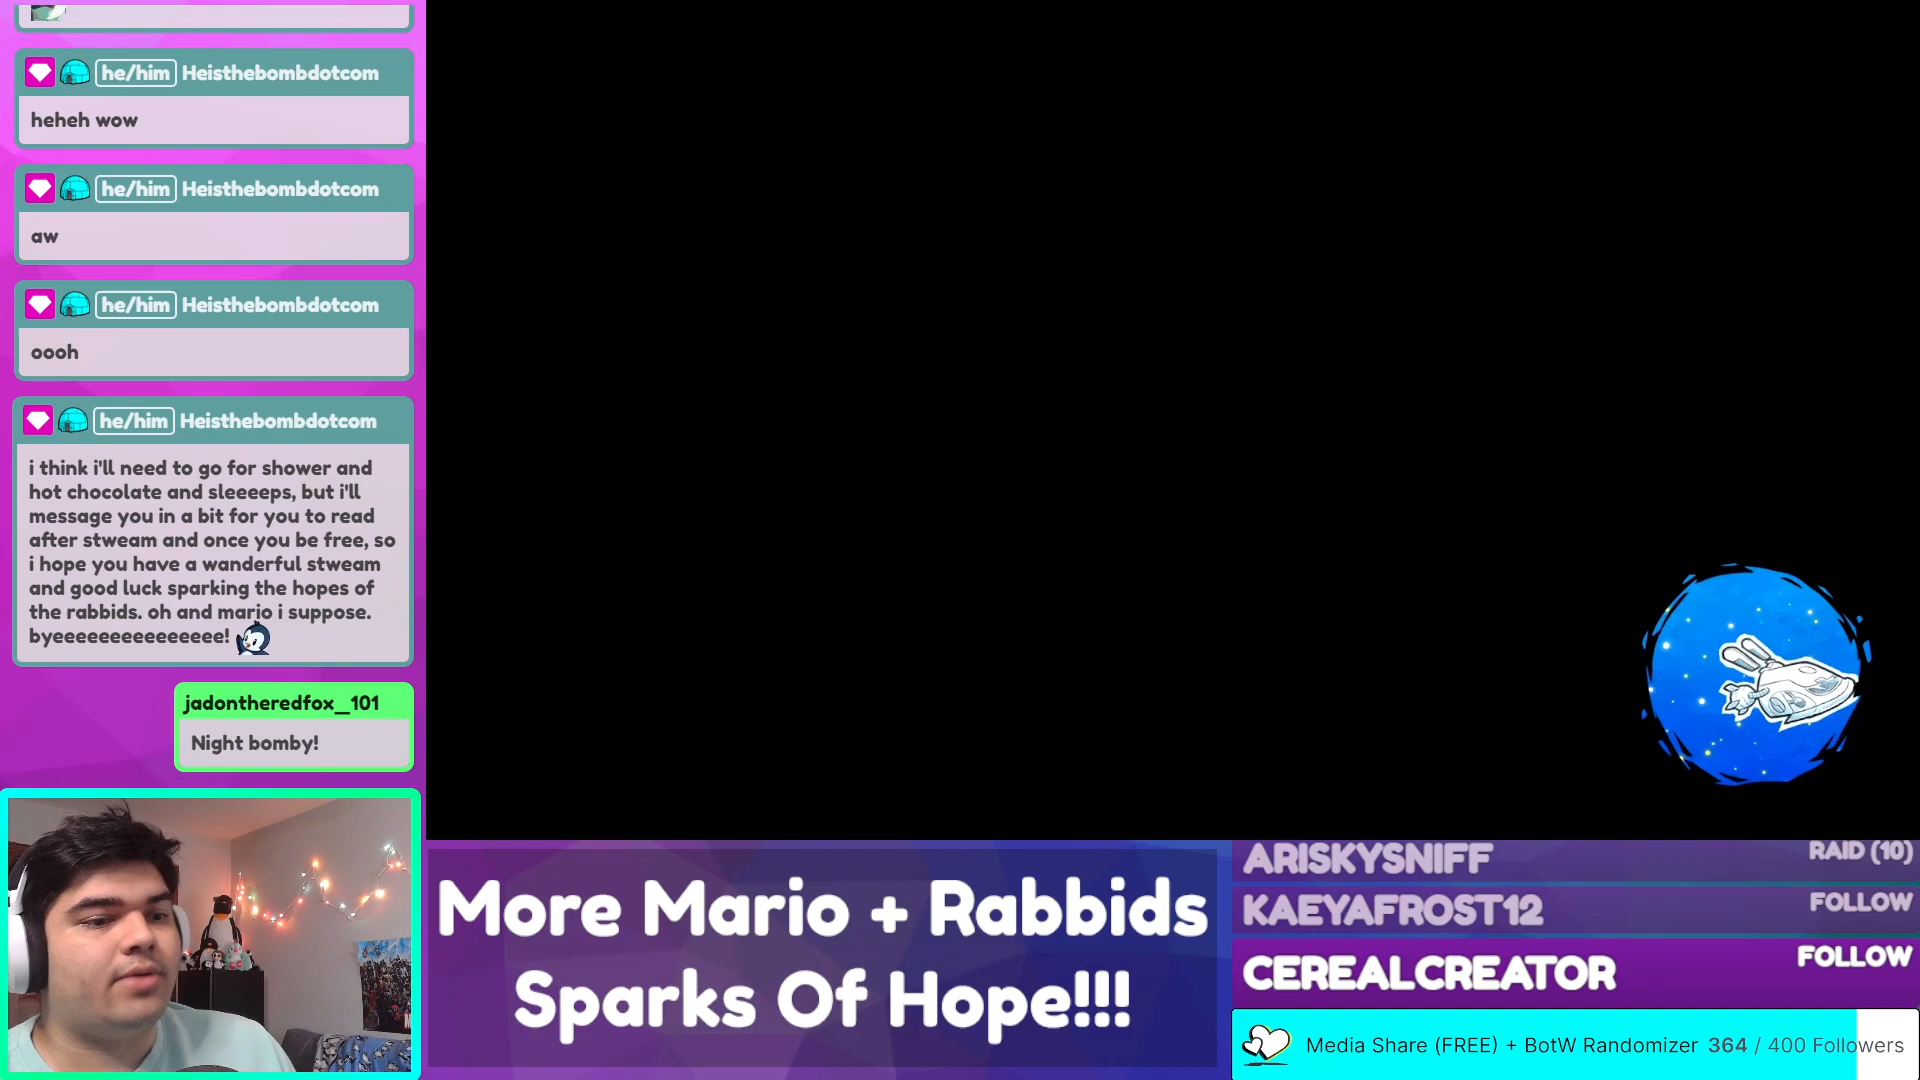 he/him Heisthebombdotcom
heheh wow
he/him Heisthebombdotcom
aw
he/him Heisthebombdotcom
oooh
he/him Heisthebombdotcom
i think i'll need to go for shower and
hot chocolate and sleeeeps, but i'll
message you in a bit for you to read
after stweam and once you be free, so
i hope you have a wanderful stweam
and good luck sparking the hopes of
the rabbids. oh and mario i suppose.
byeeeeeeeeeeeeeee!
jadontheredfox_101
Night bomby!
More Mario + Rabbids
Sparks Of Hope!!!
ARISKYSNIFF RAID (10)
KAEYAFROST12 FOLLOW
CEREALCREATOR FOLLOW
Media Share (FREE) + BotW Randomizer 364 / 400 Followers